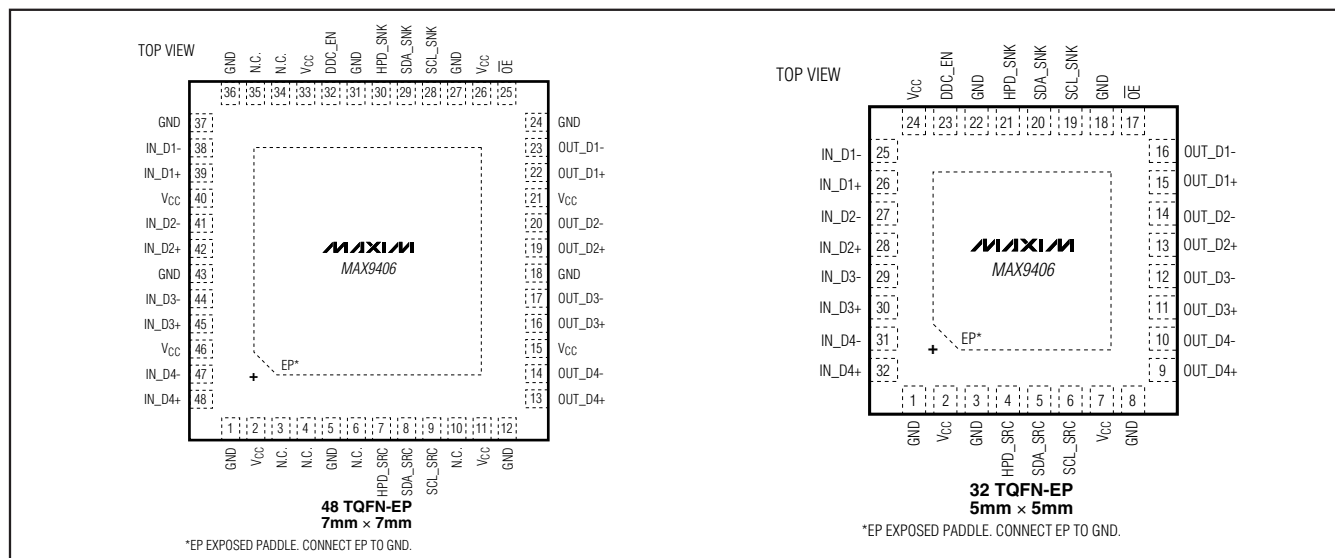 TOP VIEW
GND
N.C.
N.C.
VCC
DDC_EN
GND
HPD_SNK
SDA_SNK
SCL_SNK
GND
VCC
OE
36 35 34 33 32 31 30 29 28 27 26 25
GND 37
IN_D1- 38
IN_D1+ 39
VCC 40
IN_D2- 41
IN_D2+ 42
GND 43
IN_D3- 44
IN_D3+ 45
VCC 46
IN_D4- 47
IN_D4+ 48
24 GND
23 OUT_D1-
22 OUT_D1+
21 VCC
20 OUT_D2-
19 OUT_D2+
18 GND
17 OUT_D3-
16 OUT_D3+
15 VCC
14 OUT_D4-
13 OUT_D4+
MAXIM
MAX9406
EP*
+
1 2 3 4 5 6 7 8 9 10 11 12
GND
VCC
N.C.
N.C.
GND
N.C.
HPD_SRC
SDA_SRC
SCL_SRC
N.C.
VCC
GND
48 TQFN-EP
7mm × 7mm
*EP EXPOSED PADDLE. CONNECT EP TO GND.
TOP VIEW
VCC
DDC_EN
GND
HPD_SNK
SDA_SNK
SCL_SNK
GND
OE
24 23 22 21 20 19 18 17
IN_D1- 25
IN_D1+ 26
IN_D2- 27
IN_D2+ 28
IN_D3- 29
IN_D3+ 30
IN_D4- 31
IN_D4+ 32
16 OUT_D1-
15 OUT_D1+
14 OUT_D2-
13 OUT_D2+
12 OUT_D3-
11 OUT_D3+
10 OUT_D4-
9 OUT_D4+
MAXIM
MAX9406
EP*
+
1 2 3 4 5 6 7 8
GND
VCC
GND
HPD_SRC
SDA_SRC
SCL_SRC
VCC
GND
32 TQFN-EP
5mm × 5mm
*EP EXPOSED PADDLE. CONNECT EP TO GND.